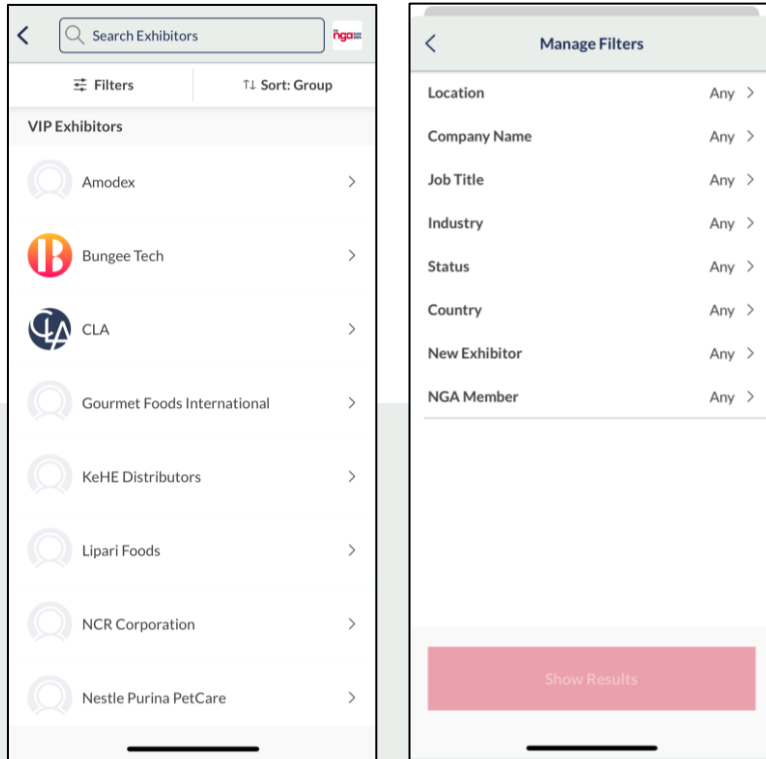 Search Exhibitors
nga
Filters
Sort: Group
VIP Exhibitors
Amodex
Bungee Tech
CLA
CLA
Gourmet Foods International
KeHE Distributors
Lipari Foods
NCR Corporation
Nestle Purina PetCare
Manage Filters
Location Any
Company Name Any
Job Title Any
Industry Any
Status Any
Country Any
New Exhibitor Any
NGA Member Any
Show Results